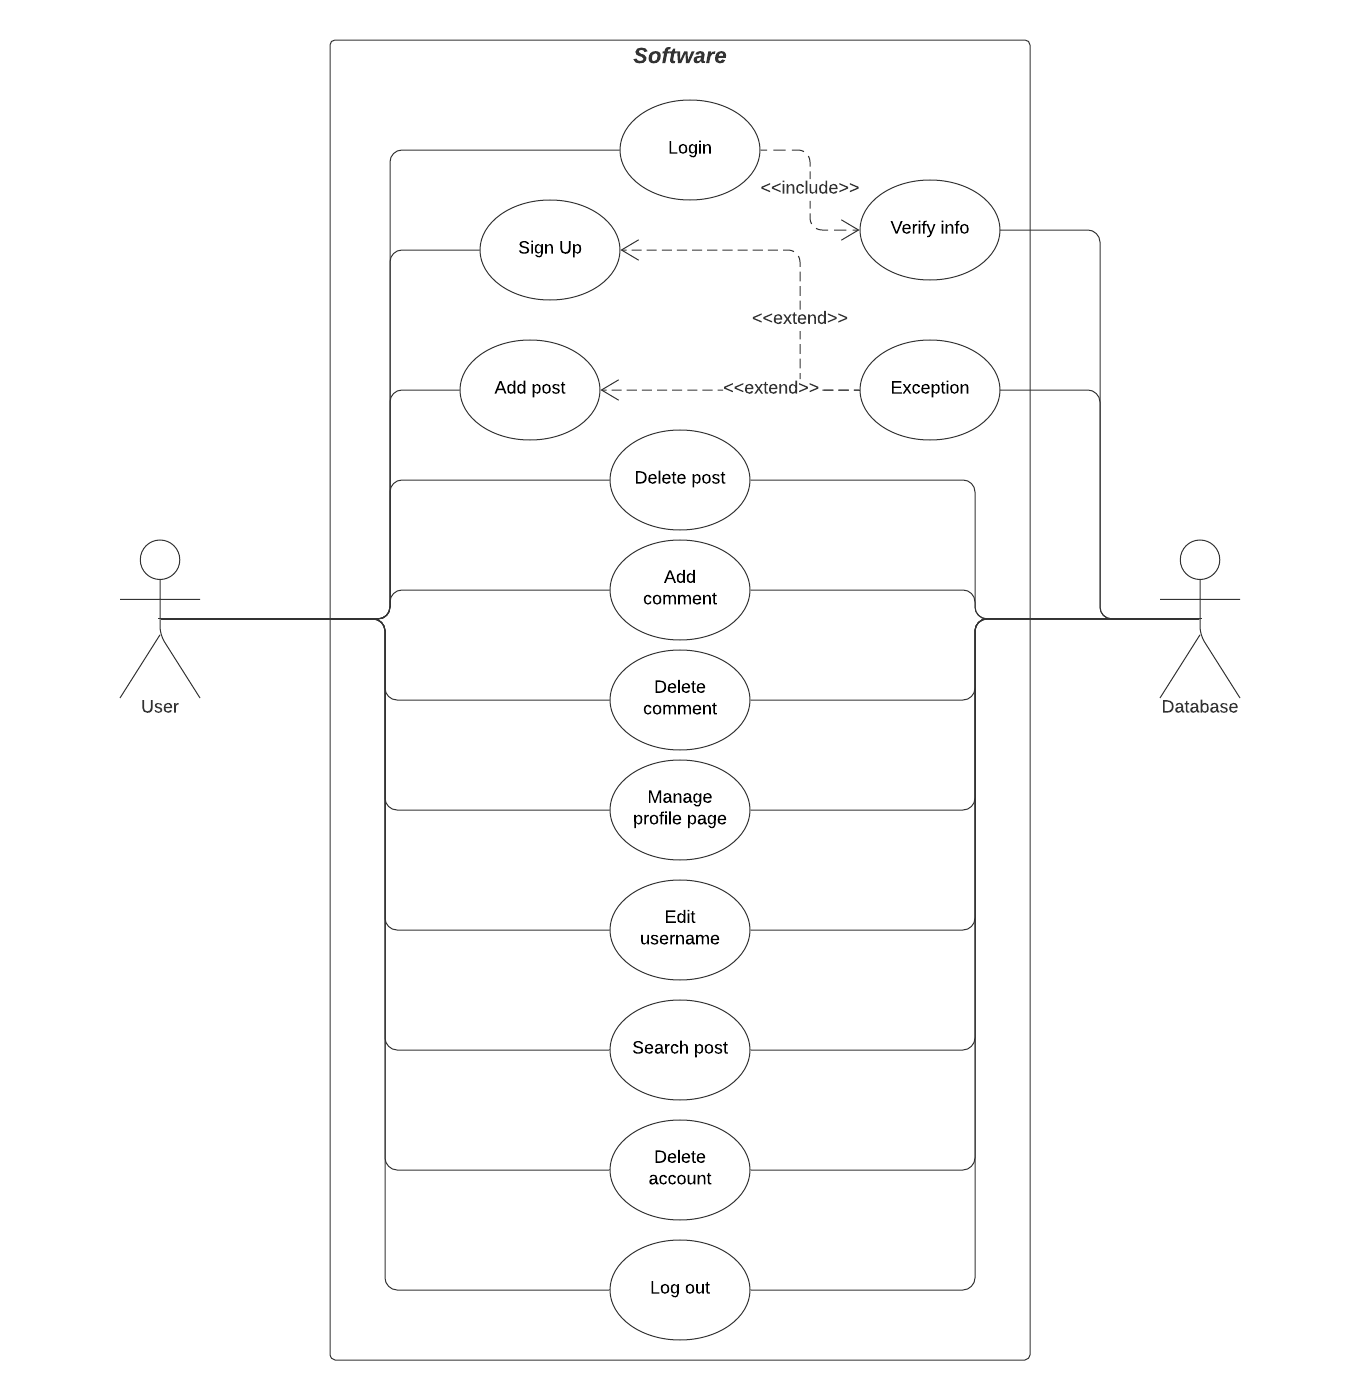 Software
Login
<<include>>
Verify info
Sign Up
<<extend>>
Add post
<<extend>>
Exception
Delete post
Add
comment
Delete
comment
User
Database
Manage
profile page
Edit
username
Search post
Delete
account
Log out